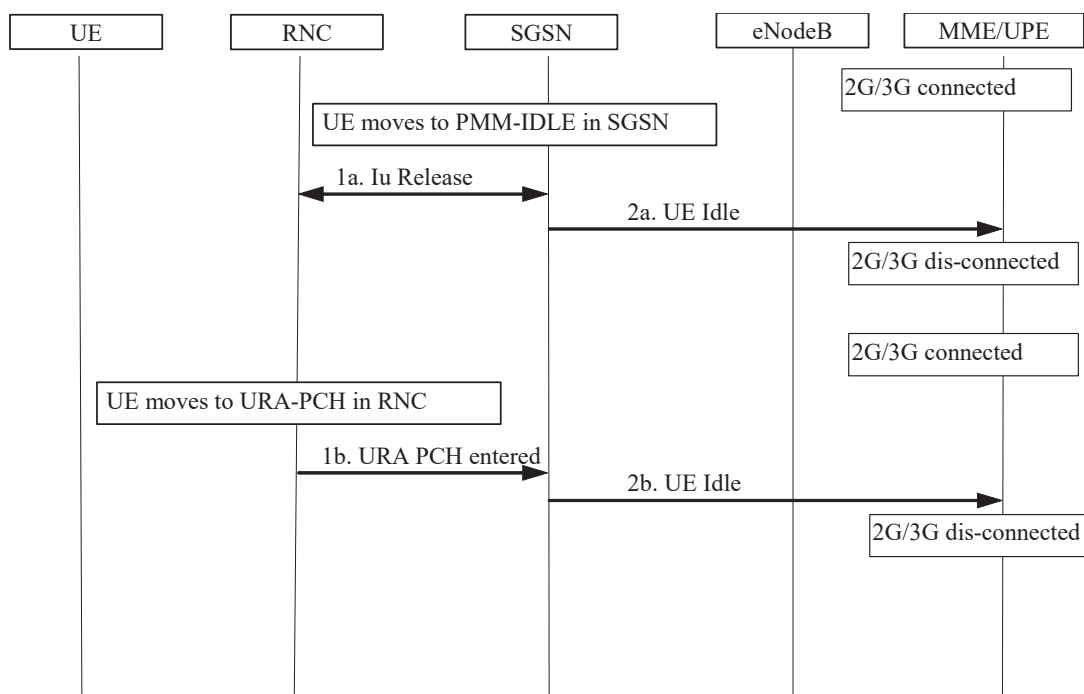 UE
RNC
SGSN
eNodeB
MME/UPE
2G/3G connected
UE moves to PMM-IDLE in SGSN
1a. Iu Release
2a. UE Idle
2G/3G dis-connected
2G/3G connected
UE moves to URA-PCH in RNC
1b. URA PCH entered
2b. UE Idle
2G/3G dis-connected